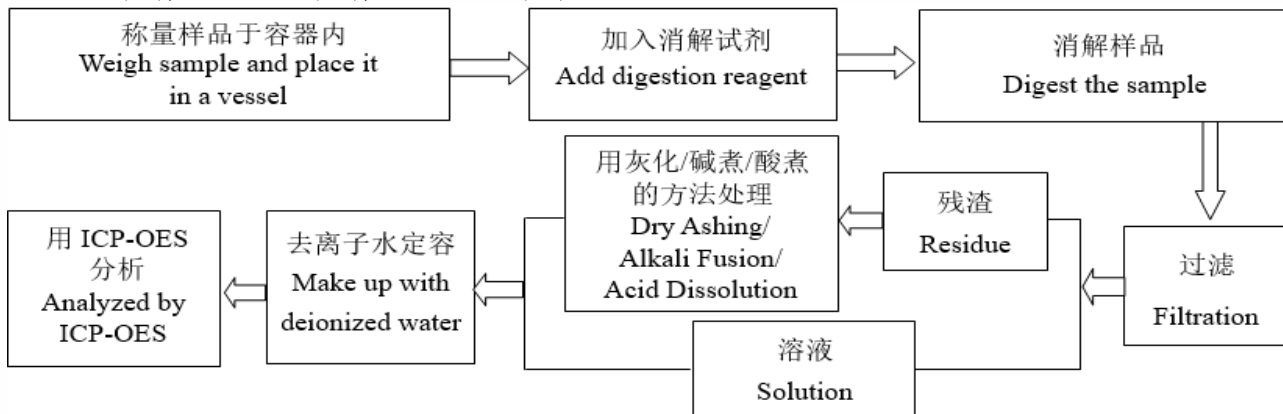 称量样品于容器内
Weigh sample and place it
in a vessel
加入消解试剂
Add digestion reagent
消解样品
Digest the sample
过滤
Filtration
残渣
Residue
用灰化/碱煮/酸煮
的方法处理
Dry Ashing/
Alkali Fusion/
Acid Dissolution
溶液
Solution
去离子水定容
Make up with
deionized water
用 ICP-OES
分析
Analyzed by
ICP-OES